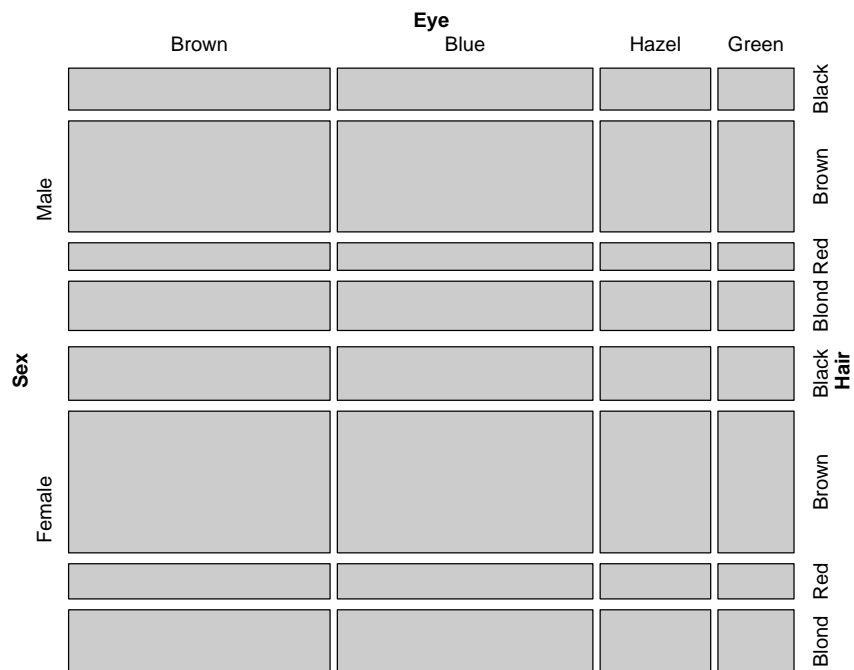 Eye
Brown Blue Hazel Green
Sex
Male
Female
Black
Brown
Red
Blond
Black
Brown
Red
Blond
Hair